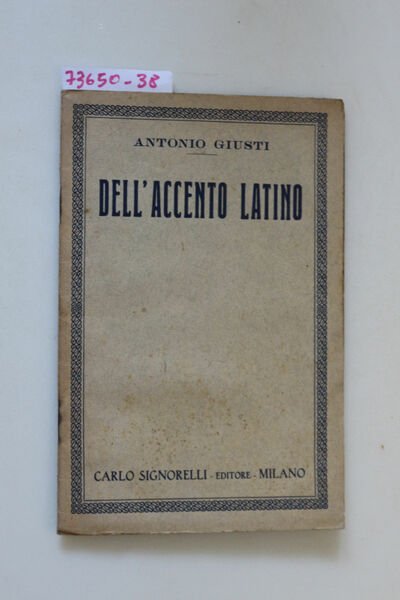 73650-38
ANTONIO GIUSTI
DELL'ACCENTO LATINO
CARLO SIGNORELLI - EDITORE - MILANO